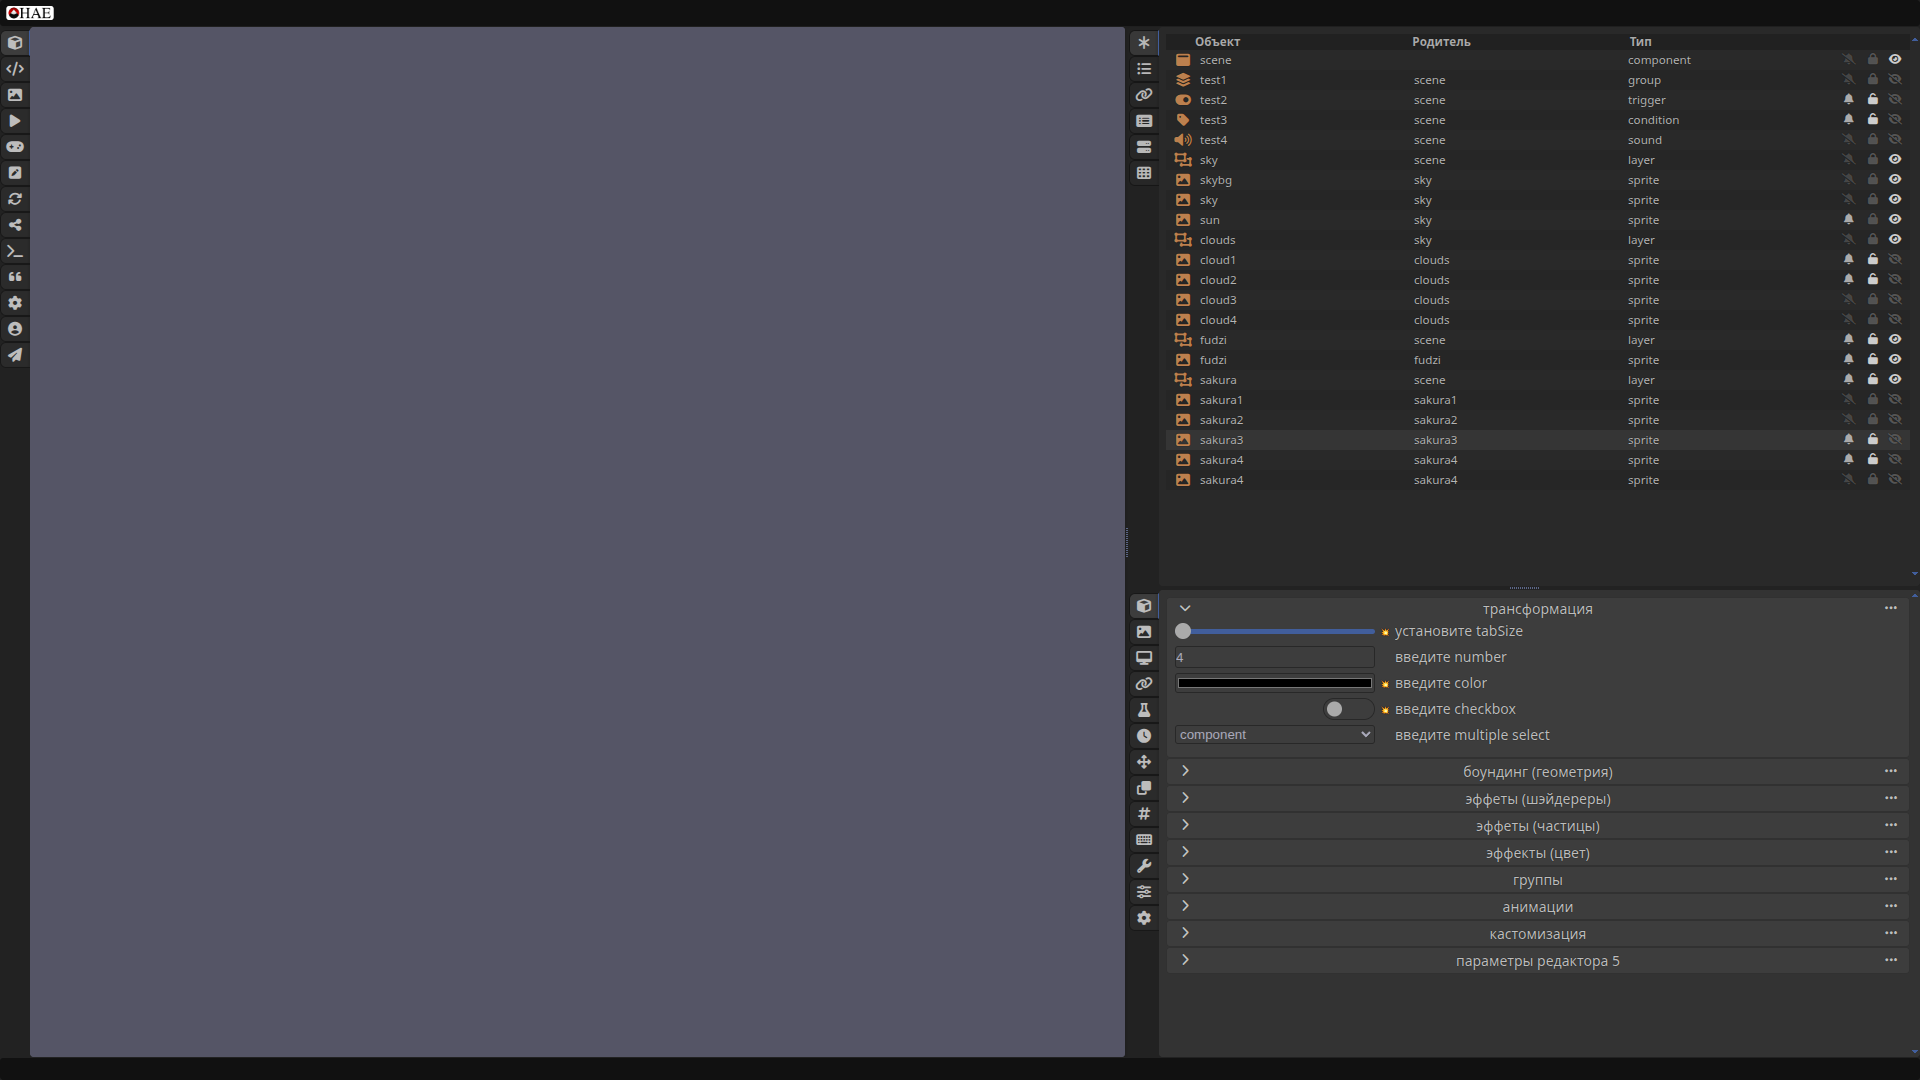 HAE
Объект Родитель Тип
scene component
test1 scene group
test2 scene trigger
test3 scene condition
test4 scene sound
sky scene layer
skybg sky sprite
sky sky sprite
sun sky sprite
clouds sky layer
cloud1 clouds sprite
cloud2 clouds sprite
cloud3 clouds sprite
cloud4 clouds sprite
fudzi scene layer
fudzi fudzi sprite
sakura scene layer
sakura1 sakura1 sprite
sakura2 sakura2 sprite
sakura3 sakura3 sprite
sakura4 sakura4 sprite
sakura4 sakura4 sprite
трансформация
установите tabSize
4 введите number
введите color
введите checkbox
component введите multiple select
боундинг (геометрия)
эффеты (шэйдереры)
эффеты (частицы)
эффекты (цвет)
группы
анимации
кастомизация
параметры редактора 5